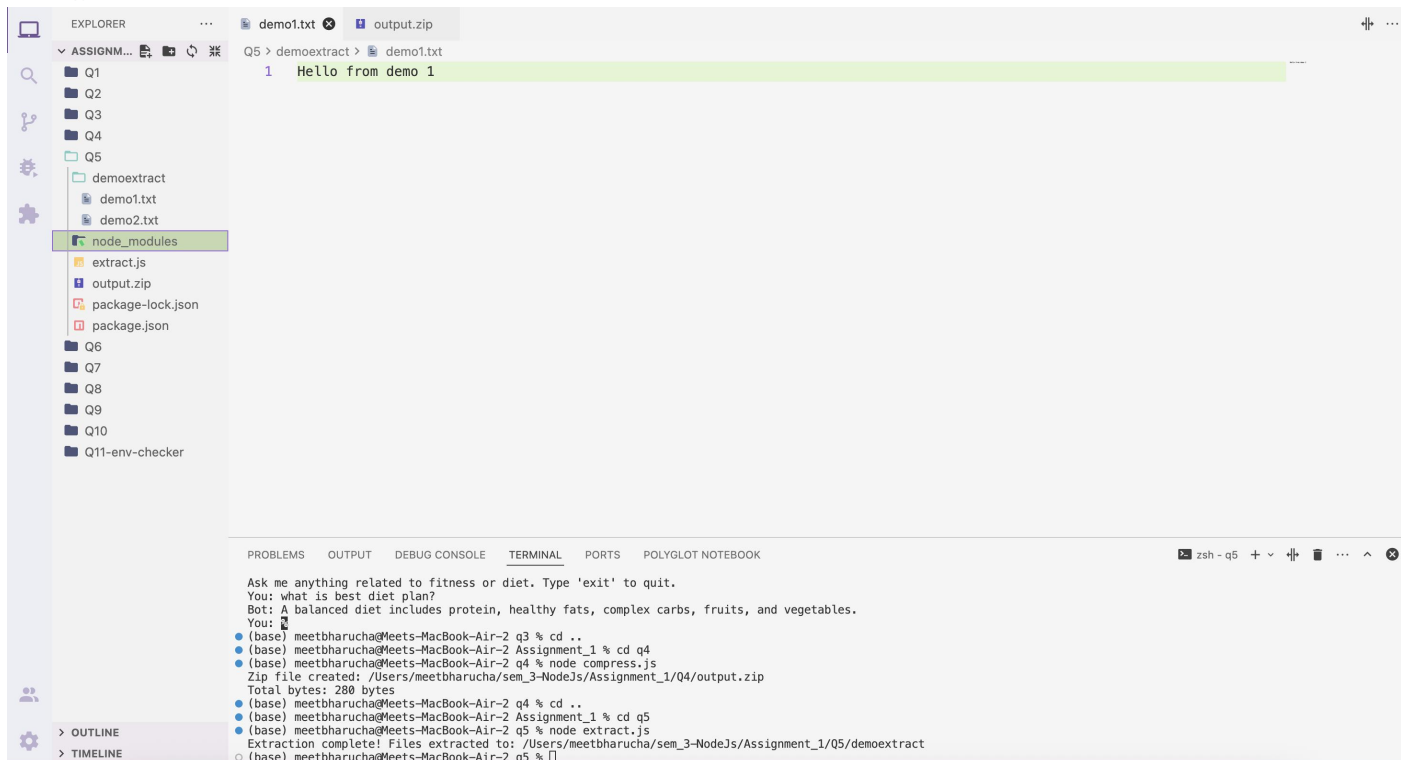 EXPLORER
ASSIGNM...
Q1
Q2
Q3
Q4
Q5
demoextract
demo1.txt
demo2.txt
node_modules
extract.js
output.zip
package-lock.json
package.json
Q6
Q7
Q8
Q9
Q10
Q11-env-checker
OUTLINE
TIMELINE
demo1.txt output.zip
Q5 > demoextract > demo1.txt
1 Hello from demo 1
PROBLEMS OUTPUT DEBUG CONSOLE TERMINAL PORTS POLYGLOT NOTEBOOK zsh - q5
Ask me anything related to fitness or diet. Type 'exit' to quit.
You: what is best diet plan?
Bot: A balanced diet includes protein, healthy fats, complex carbs, fruits, and vegetables.
You: %
(base) meetbharucha@Meets-MacBook-Air-2 q3 % cd ..
(base) meetbharucha@Meets-MacBook-Air-2 Assignment_1 % cd q4
(base) meetbharucha@Meets-MacBook-Air-2 q4 % node compress.js
Zip file created: /Users/meetbharucha/sem_3-NodeJs/Assignment_1/Q4/output.zip
Total bytes: 280 bytes
(base) meetbharucha@Meets-MacBook-Air-2 q4 % cd ..
(base) meetbharucha@Meets-MacBook-Air-2 Assignment_1 % cd q5
(base) meetbharucha@Meets-MacBook-Air-2 q5 % node extract.js
Extraction complete! Files extracted to: /Users/meetbharucha/sem_3-NodeJs/Assignment_1/Q5/demoextract
(base) meetbharucha@Meets-MacBook-Air-2 q5 %